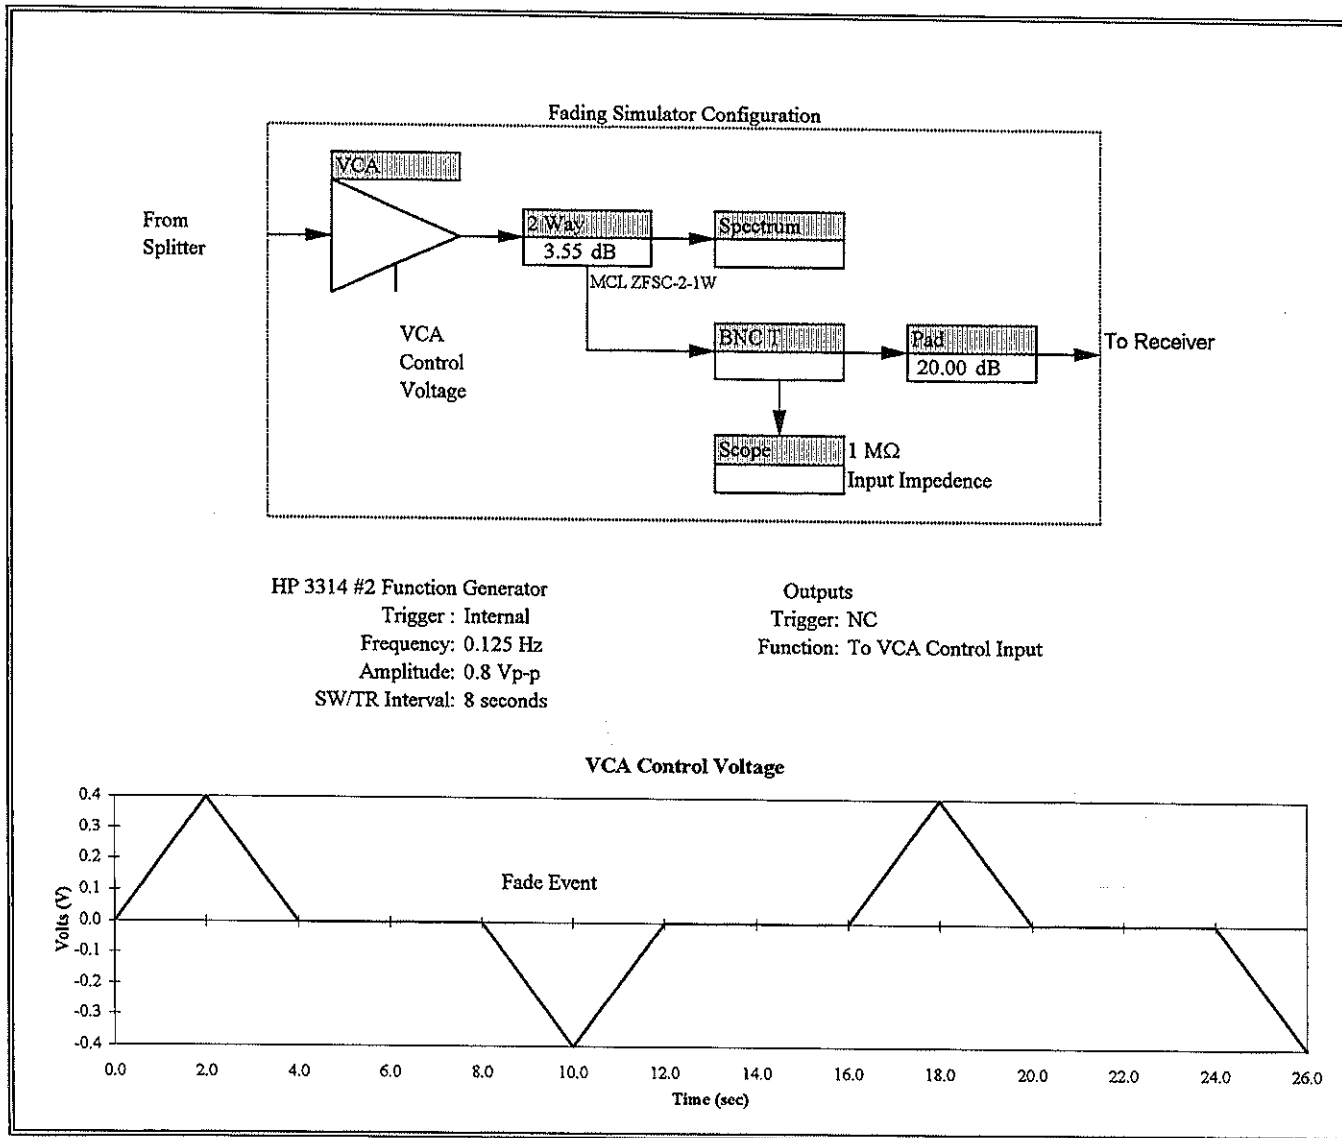 Fading Simulator Configuration
VCA
From
Splitter
2 Way
3.55 dB
MCL ZFSC-2-1W
Spectrum
VCA
Control
Voltage
BNC T
Pad
20.00 dB
To Receiver
Scope
1 MΩ
Input Impedence
HP 3314 #2 Function Generator
Trigger : Internal
Frequency: 0.125 Hz
Amplitude: 0.8 Vp-p
SW/TR Interval: 8 seconds
Outputs
Trigger: NC
Function: To VCA Control Input
VCA Control Voltage
0.4
0.3
0.2
0.1
0.0
-0.1
-0.2
-0.3
-0.4
Volts (V)
Fade Event
0.0 2.0 4.0 6.0 8.0 10.0 12.0 14.0 16.0 18.0 20.0 22.0 24.0 26.0
Time (sec)